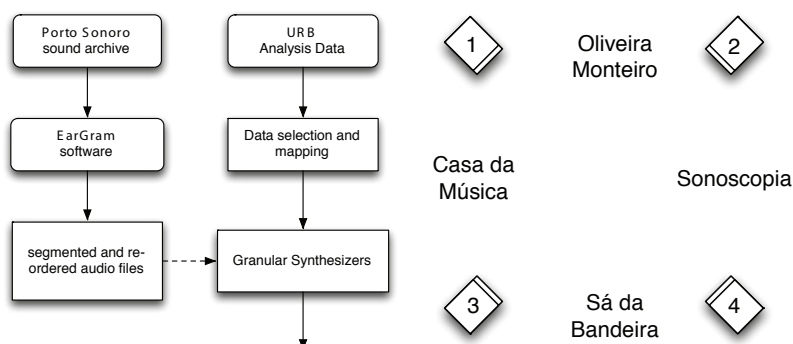 Porto Sonoro
sound archive
URB
Analysis Data
EarGram
software
Data selection and
mapping
segmented and re-
ordered audio files
Granular Synthesizers
1
Oliveira
Monteiro
2
Casa da
Música
Sonoscopia
3
Sá da
Bandeira
4